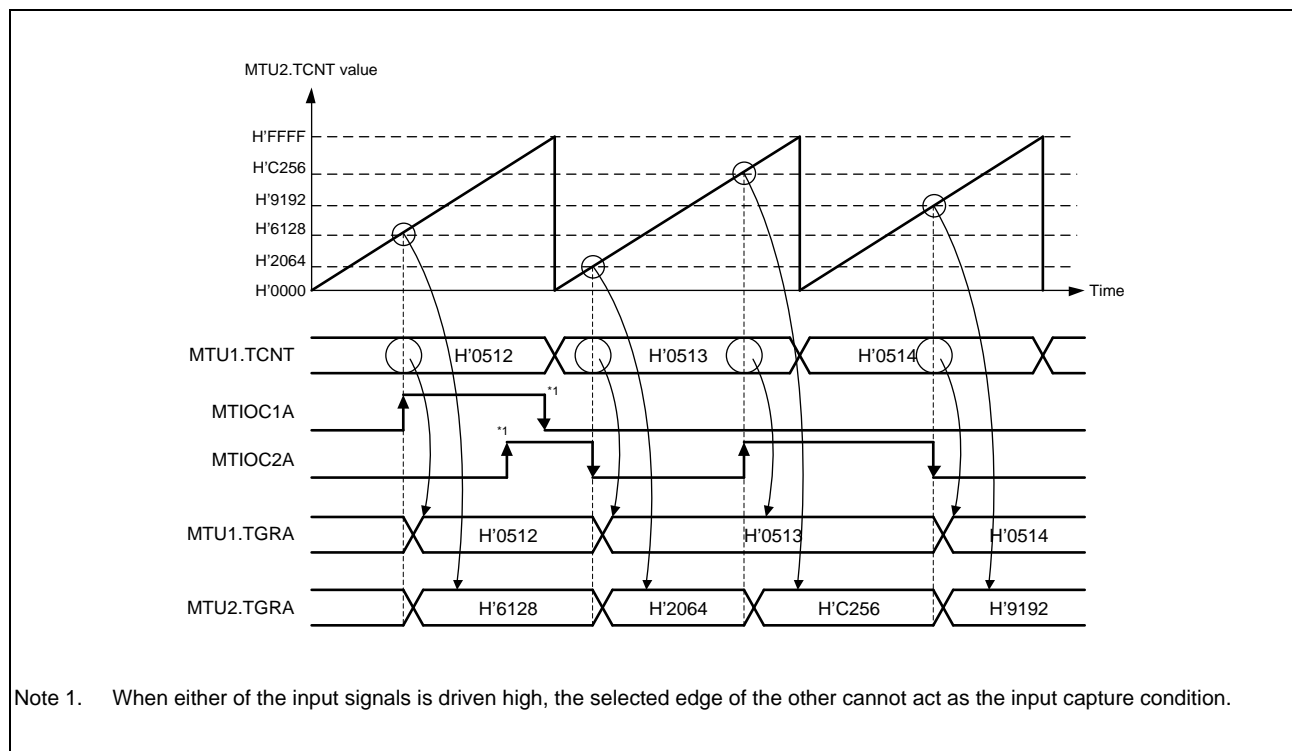 MTU2.TCNT value
H'FFFF
H'C256
H'9192
H'6128
H'2064
H'0000
Time
MTU1.TCNT H'0512 H'0513 H'0514
*1
MTIOC1A
*1
MTIOC2A
MTU1.TGRA H'0512 H'0513 H'0514
MTU2.TGRA H'6128 H'2064 H'C256 H'9192
Note 1. When either of the input signals is driven high, the selected edge of the other cannot act as the input capture condition.